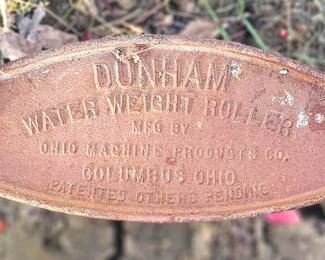 DUNHAM
WATER WEIGHT ROLLER
MFG BY
OHIO MACHINE PRODUCTS CO.
COLUMBUS OHIO
PATENTED OTHERS PENDING